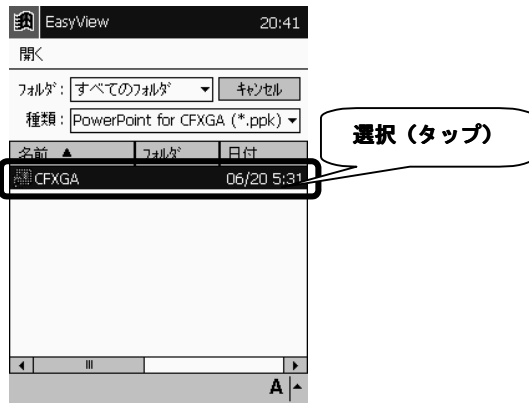 EasyView 20:41
開く
ﾌｫﾙﾀﾞ: すべてのﾌｫﾙﾀﾞ ▼ ｷｬﾝｾﾙ
種類: PowerPoint for CFXGA (*.ppk) ▼
選択（タップ）
名前 ▲ ﾌｫﾙﾀﾞ 日付
CFXGA 06/20 5:31
A